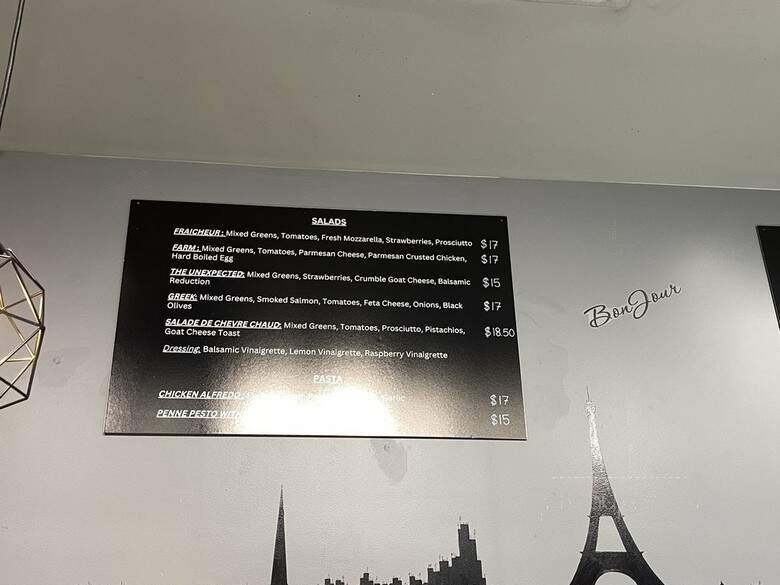 SALADS
FRAICHEUR: Mixed Greens, Tomatoes, Fresh Mozzarella, Strawberries, Prosciutto $17
FARM: Mixed Greens, Tomatoes, Parmesan Cheese, Parmesan Crusted Chicken,
Hard Boiled Egg $17
THE UNEXPECTED: Mixed Greens, Strawberries, Crumble Goat Cheese, Balsamic
Reduction $15
GREEK: Mixed Greens, Smoked Salmon, Tomatoes, Feta Cheese, Onions, Black
Olives $17
SALADE DE CHEVRE CHAUD: Mixed Greens, Tomatoes, Prosciutto, Pistachios,
Goat Cheese Toast $18.50
Dressing: Balsamic Vinaigrette, Lemon Vinaigrette, Raspberry Vinaigrette
PASTA
CHICKEN ALFREDO: Garlic $17
PENNE PESTO WITH $15
BonJour